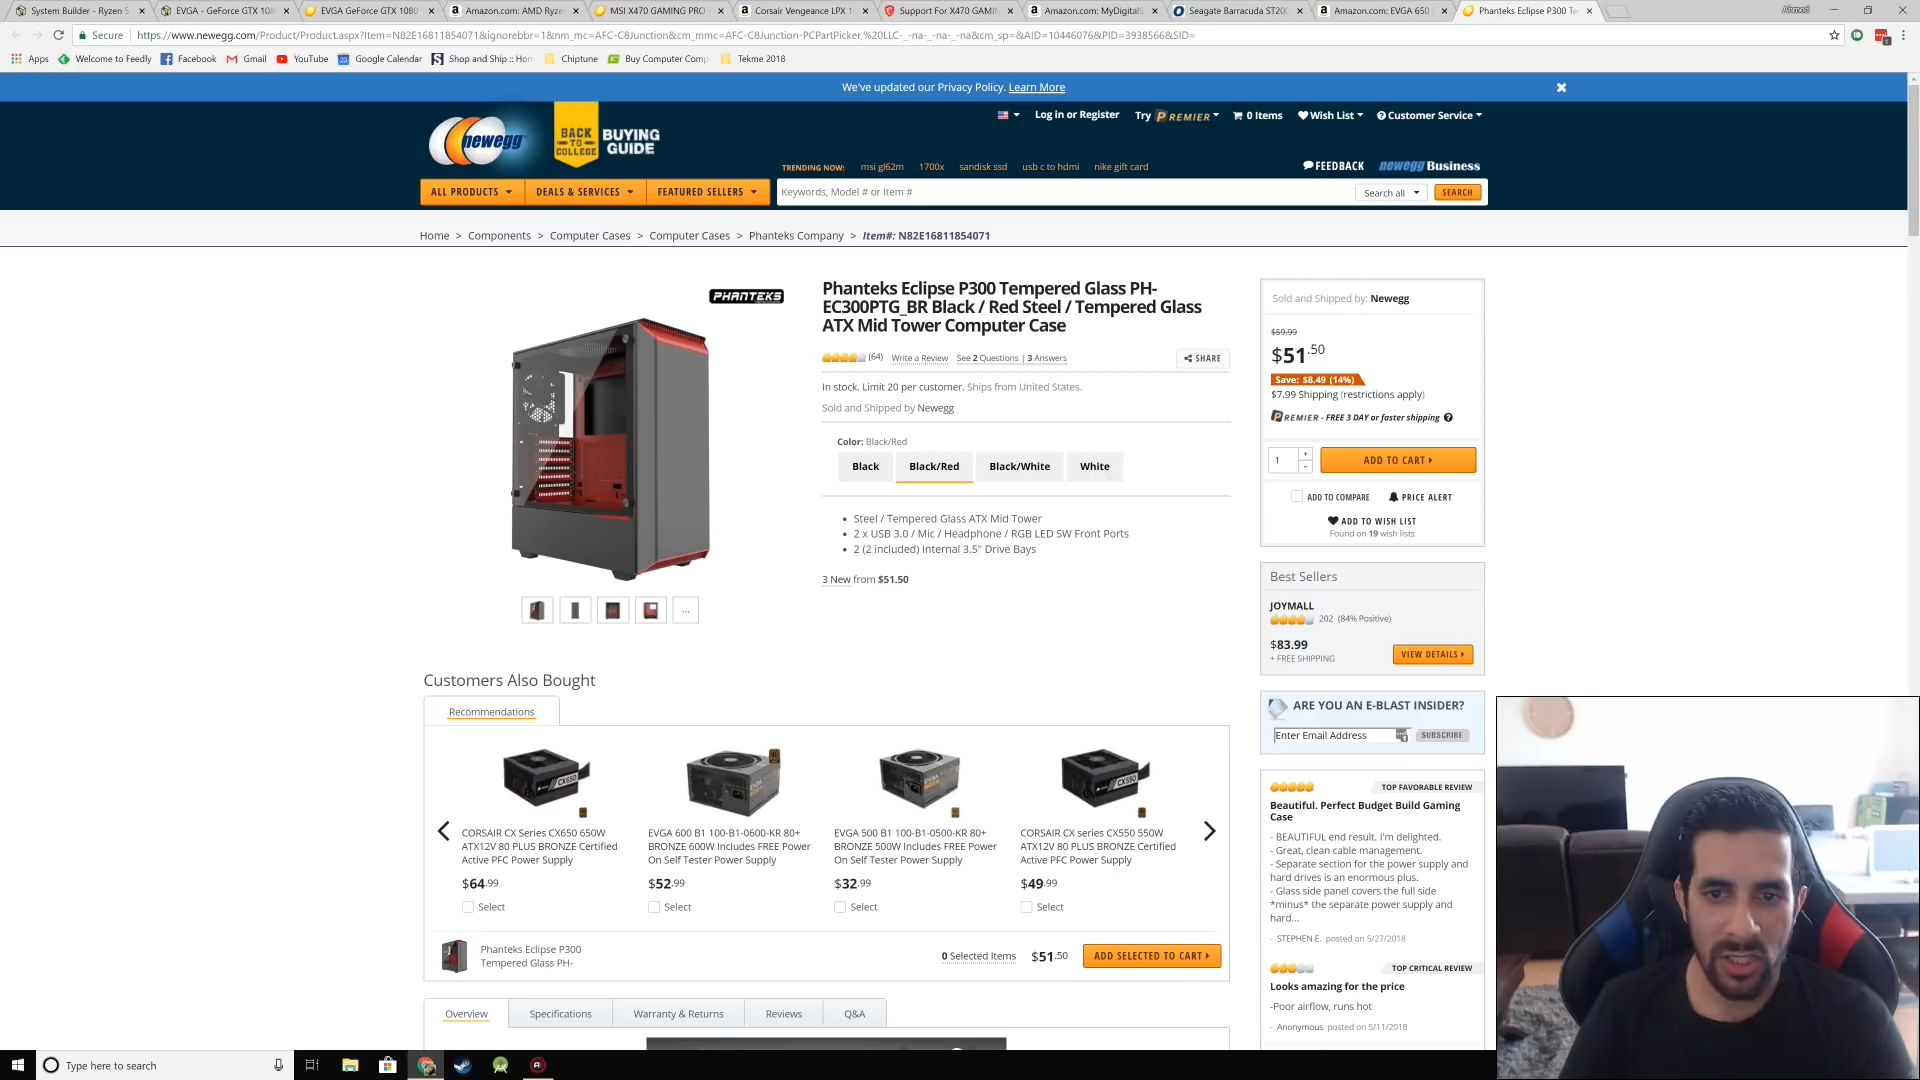 System Builder - Ryzen 5
EVGA - GeForce GTX 108
EVGA GeForce GTX 1080
Amazon.com: AMD Ryze
MSI X470 GAMING PRO
Corsair Vengeance LPX 1
Support For X470 GAMI
Amazon.com: MyDigitalS
Seagate Barracuda ST200
Amazon.com: EVGA 650
Phanteks Eclipse P300 Te
Ahmed
Secure
https://www.newegg.com/Product/Product.aspx?Item=N82E16811854071&ignorebbr=1&nm_mc=AFC-C8Junction&cm_mmc=AFC-C8Junction-PCPartPicker,%20LLC-_-na-_-na-_-na&cm_sp=&AID=10446076&PID=3938566&SID=
Apps
Welcome to Feedly
Facebook
Gmail
YouTube
Google Calendar
Shop and Ship :: Hom
Chiptune
Buy Computer Comp
Tekme 2018
We've updated our Privacy Policy. Learn More
newegg
BACK TO COLLEGE
BUYING GUIDE
Log in or Register
Try PREMIER
0 Items
Wish List
Customer Service
TRENDING NOW: msi gl62m 1700x sandisk ssd usb c to hdmi nike gift card
FEEDBACK
newegg Business
ALL PRODUCTS
DEALS & SERVICES
FEATURED SELLERS
Keywords, Model # or Item #
Search all
SEARCH
Home > Components > Computer Cases > Computer Cases > Phanteks Company > Item#: N82E16811854071
PHANTEKS
Phanteks Eclipse P300 Tempered Glass PH-
EC300PTG_BR Black / Red Steel / Tempered Glass
ATX Mid Tower Computer Case
(64) Write a Review See 2 Questions | 3 Answers
SHARE
In stock. Limit 20 per customer. Ships from United States.
Sold and Shipped by Newegg
Color: Black/Red
Black
Black/Red
Black/White
White
Steel / Tempered Glass ATX Mid Tower
2 x USB 3.0 / Mic / Headphone / RGB LED SW Front Ports
2 (2 included) Internal 3.5" Drive Bays
3 New from $51.50
...
Sold and Shipped by: Newegg
$59.99
$51.50
Save: $8.49 (14%)
$7.99 Shipping (restrictions apply)
PREMIER - FREE 3 DAY or faster shipping
1
+
-
ADD TO CART
ADD TO COMPARE
PRICE ALERT
ADD TO WISH LIST
Found on 19 wish lists
Best Sellers
JOYMALL
202 (84% Positive)
$83.99
+ FREE SHIPPING
VIEW DETAILS
ARE YOU AN E-BLAST INSIDER?
Enter Email Address
SUBSCRIBE
Customers Also Bought
Recommendations
CX650
CX550
CORSAIR CX Series CX650 650W
ATX12V 80 PLUS BRONZE Certified
Active PFC Power Supply
$64.99
Select
EVGA 600 B1 100-B1-0600-KR 80+
BRONZE 600W Includes FREE Power
On Self Tester Power Supply
$52.99
Select
EVGA 500 B1 100-B1-0500-KR 80+
BRONZE 500W Includes FREE Power
On Self Tester Power Supply
$32.99
Select
CORSAIR CX series CX550 550W
ATX12V 80 PLUS BRONZE Certified
Active PFC Power Supply
$49.99
Select
Phanteks Eclipse P300
Tempered Glass PH-
0 Selected Items
$51.50
ADD SELECTED TO CART
Overview
Specifications
Warranty & Returns
Reviews
Q&A
TOP FAVORABLE REVIEW
Beautiful. Perfect Budget Build Gaming
Case
- BEAUTIFUL end result. I'm delighted.
- Great, clean cable management.
- Separate section for the power supply and
hard drives is an enormous plus.
- Glass side panel covers the full side
*minus* the separate power supply and
hard...
- STEPHEN E. posted on 5/27/2018
TOP CRITICAL REVIEW
Looks amazing for the price
-Poor airflow, runs hot
- Anonymous posted on 5/11/2018
Type here to search